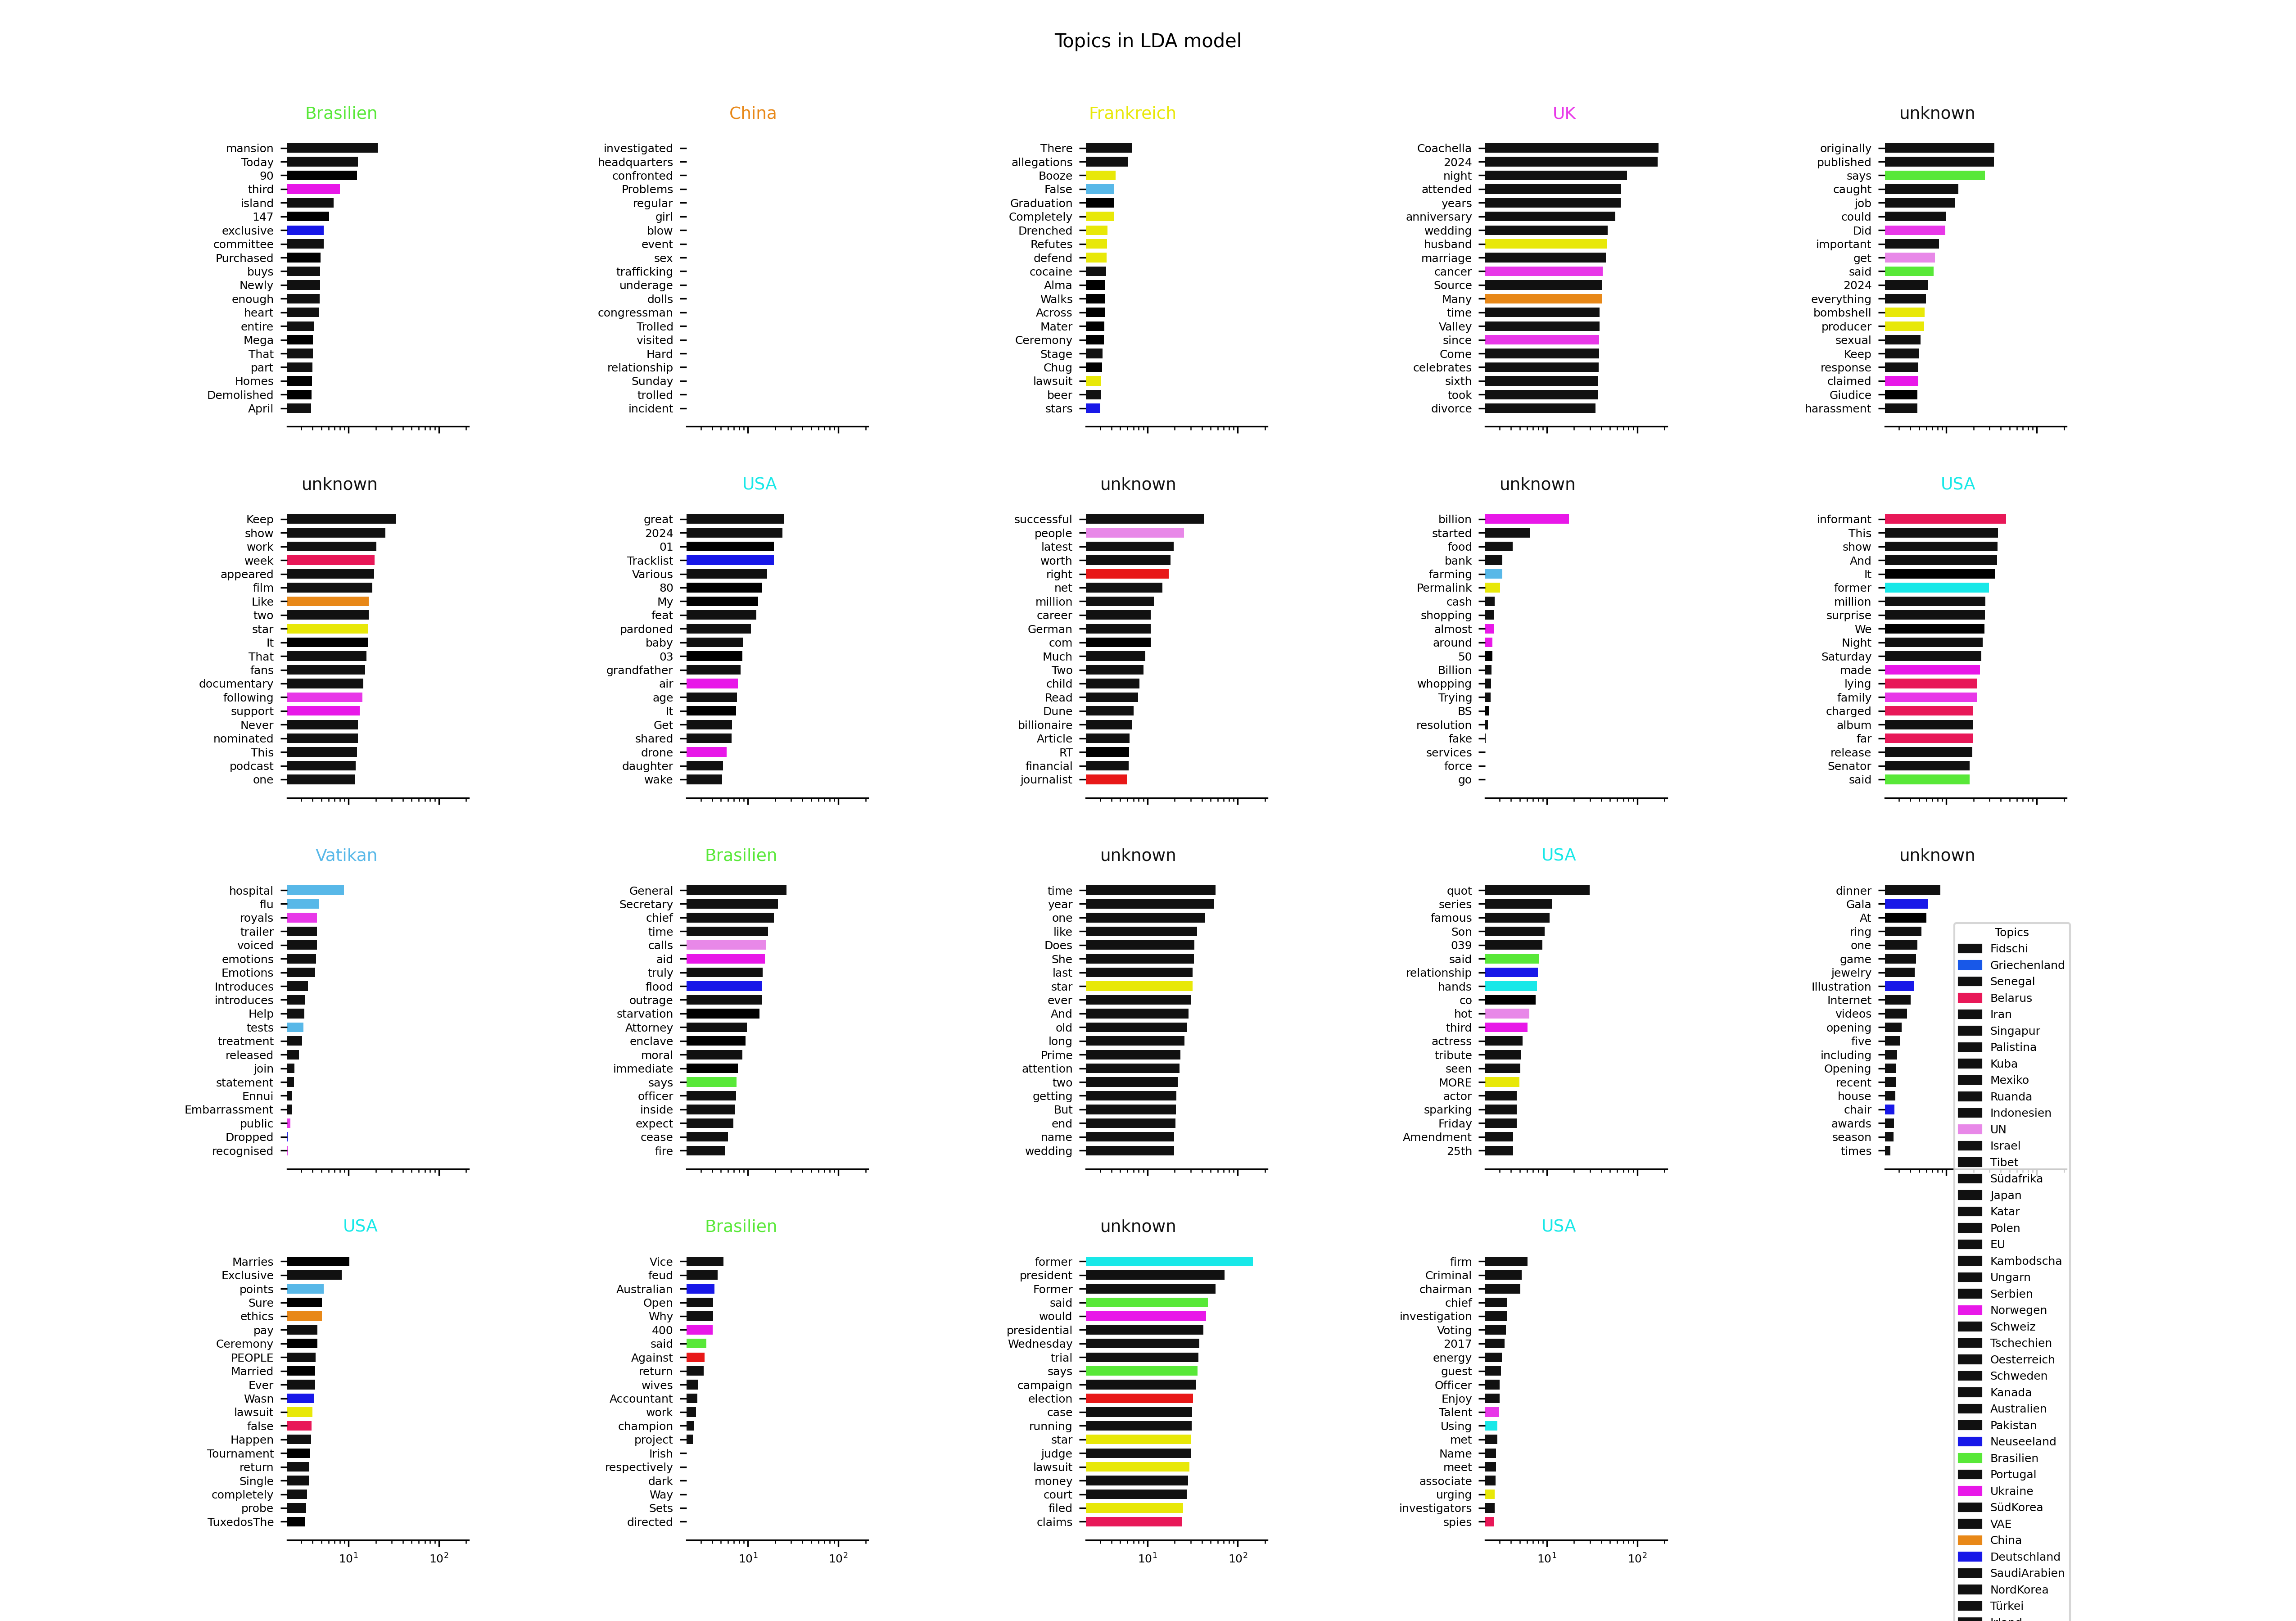 Topics in LDA model
Brasilien
mansion
Today
90
third
island
147
exclusive
committee
Purchased
buys
Newly
enough
heart
entire
Mega
That
part
Homes
Demolished
April
China
investigated
headquarters
confronted
Problems
regular
girl
blow
event
sex
trafficking
underage
dolls
congressman
Trolled
visited
Hard
relationship
Sunday
trolled
incident
Frankreich
There
allegations
Booze
False
Graduation
Completely
Drenched
Refutes
defend
cocaine
Alma
Walks
Across
Mater
Ceremony
Stage
Chug
lawsuit
beer
stars
UK
Coachella
2024
night
attended
years
anniversary
wedding
husband
marriage
cancer
Source
Many
time
Valley
since
Come
celebrates
sixth
took
divorce
unknown
originally
published
says
caught
job
could
Did
important
get
said
2024
everything
bombshell
producer
sexual
Keep
response
claimed
Giudice
harassment
unknown
Keep
show
work
week
appeared
film
Like
two
star
It
That
fans
documentary
following
support
Never
nominated
This
podcast
one
USA
great
2024
01
Tracklist
Various
80
My
feat
pardoned
baby
03
grandfather
air
age
It
Get
shared
drone
daughter
wake
unknown
successful
people
latest
worth
right
net
million
career
German
com
Much
Two
child
Read
Dune
billionaire
Article
RT
financial
journalist
unknown
billion
started
food
bank
farming
Permalink
cash
shopping
almost
around
50
Billion
whopping
Trying
BS
resolution
fake
services
force
go
USA
informant
This
show
And
It
former
million
surprise
We
Night
Saturday
made
lying
family
charged
album
far
release
Senator
said
Vatikan
hospital
flu
royals
trailer
voiced
emotions
Emotions
Introduces
introduces
Help
tests
treatment
released
join
statement
Ennui
Embarrassment
public
Dropped
recognised
Brasilien
General
Secretary
chief
time
calls
aid
truly
flood
outrage
starvation
Attorney
enclave
moral
immediate
says
officer
inside
expect
cease
fire
unknown
time
year
one
like
Does
She
last
star
ever
And
old
long
Prime
attention
two
getting
But
end
name
wedding
USA
quot
series
famous
Son
039
said
relationship
hands
co
hot
third
actress
tribute
seen
MORE
actor
sparking
Friday
Amendment
25th
unknown
dinner
Gala
At
ring
one
game
jewelry
Illustration
Internet
videos
opening
five
including
Opening
recent
house
chair
awards
season
times
USA
Marries
Exclusive
points
Sure
ethics
pay
Ceremony
PEOPLE
Married
Ever
Wasn
lawsuit
false
Happen
Tournament
return
Single
completely
probe
TuxedosThe
10¹ 10²
Brasilien
Vice
feud
Australian
Open
Why
400
said
Against
return
wives
Accountant
work
champion
project
Irish
respectively
dark
Way
Sets
directed
10¹ 10²
unknown
former
president
Former
said
would
presidential
Wednesday
trial
says
campaign
election
case
running
star
judge
lawsuit
money
court
filed
claims
10¹ 10²
USA
firm
Criminal
chairman
chief
investigation
Voting
2017
energy
guest
Officer
Enjoy
Talent
Using
met
Name
meet
associate
urging
investigators
spies
10¹ 10²
Topics
Fidschi
Griechenland
Senegal
Belarus
Iran
Singapur
Palistina
Kuba
Mexiko
Ruanda
Indonesien
UN
Israel
Tibet
Südafrika
Japan
Katar
Polen
EU
Kambodscha
Ungarn
Serbien
Norwegen
Schweiz
Tschechien
Oesterreich
Schweden
Kanada
Australien
Pakistan
Neuseeland
Brasilien
Portugal
Ukraine
SüdKorea
VAE
China
Deutschland
SaudiArabien
NordKorea
Türkei